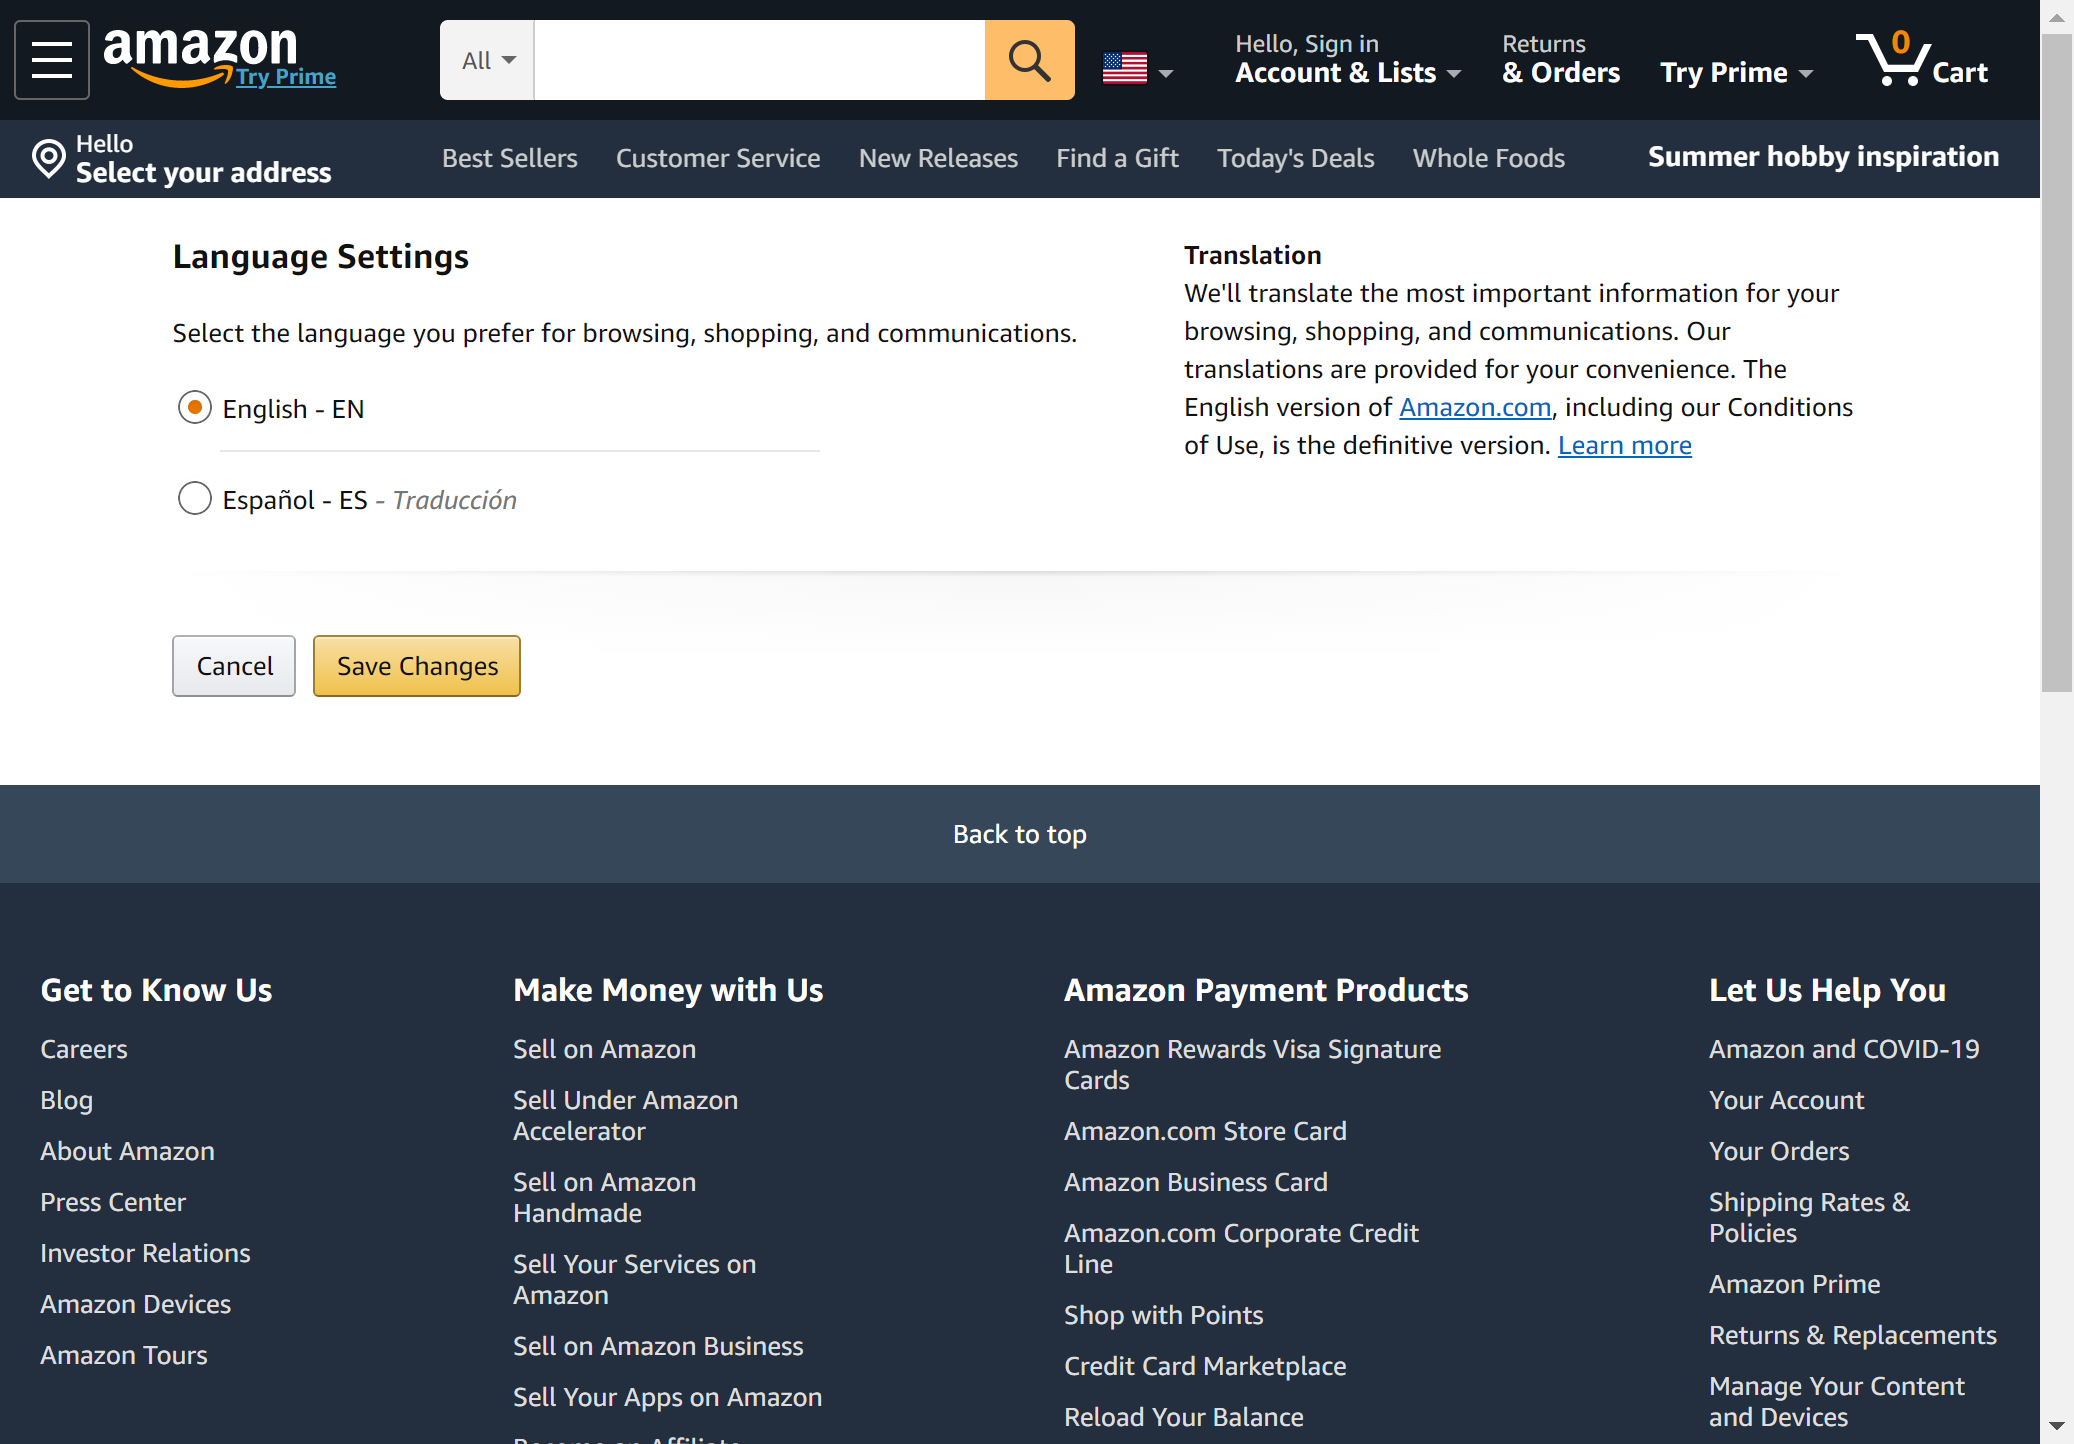 amazon
Try Prime
All
Hello, Sign in
Account & Lists
Returns
& Orders
Try Prime
0
Cart
Hello
Select your address
Best Sellers
Customer Service
New Releases
Find a Gift
Today's Deals
Whole Foods
Summer hobby inspiration
Language Settings
Select the language you prefer for browsing, shopping, and communications.
English - EN
Español - ES - Traducción
Translation
We'll translate the most important information for your
browsing, shopping, and communications. Our
translations are provided for your convenience. The
English version of Amazon.com, including our Conditions
of Use, is the definitive version. Learn more
Cancel
Save Changes
Back to top
Get to Know Us
Careers
Blog
About Amazon
Press Center
Investor Relations
Amazon Devices
Amazon Tours
Make Money with Us
Sell on Amazon
Sell Under Amazon
Accelerator
Sell on Amazon
Handmade
Sell Your Services on
Amazon
Sell on Amazon Business
Sell Your Apps on Amazon
Become an Affiliate
Amazon Payment Products
Amazon Rewards Visa Signature
Cards
Amazon.com Store Card
Amazon Business Card
Amazon.com Corporate Credit
Line
Shop with Points
Credit Card Marketplace
Reload Your Balance
Let Us Help You
Amazon and COVID-19
Your Account
Your Orders
Shipping Rates &
Policies
Amazon Prime
Returns & Replacements
Manage Your Content
and Devices